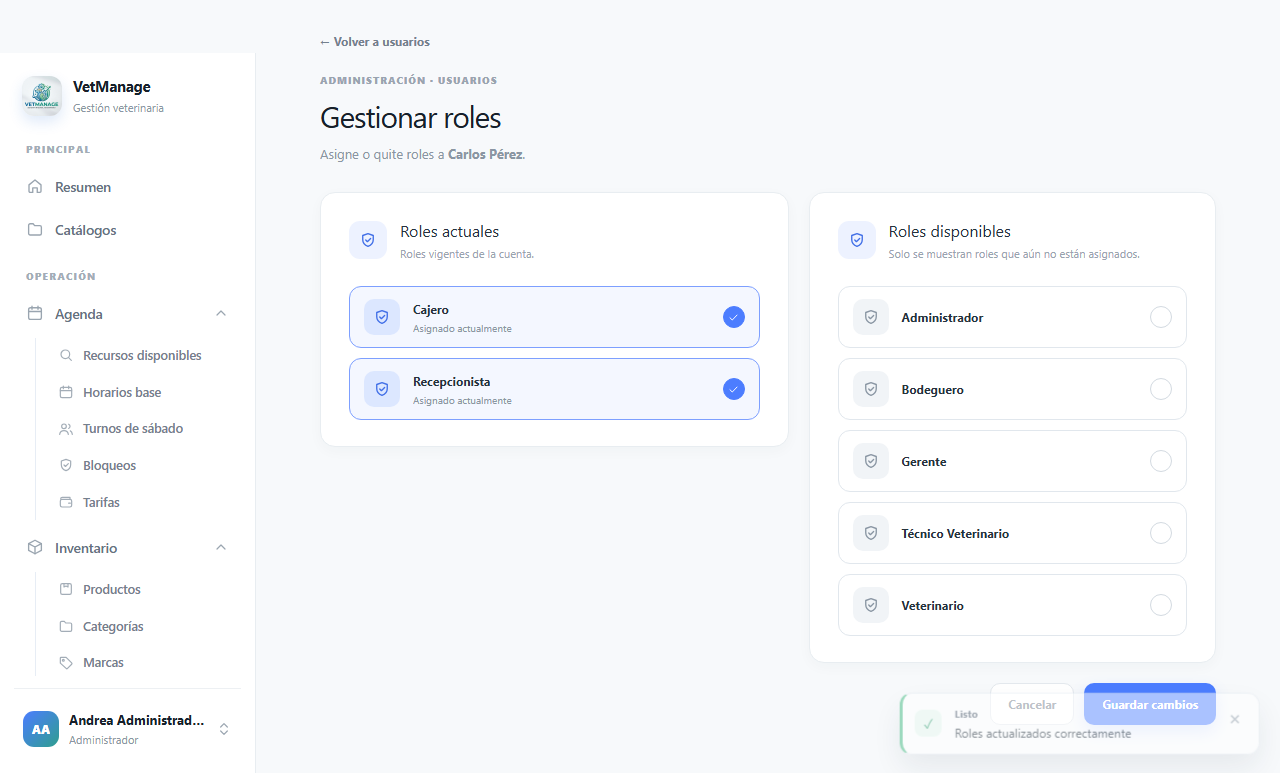 ← Volver a usuarios
ADMINISTRACIÓN · USUARIOS
Gestionar roles
Asigne o quite roles a Carlos Pérez.
VETMANAGE
VetManage
Gestión veterinaria
PRINCIPAL
Resumen
Catálogos
OPERACIÓN
Agenda
Recursos disponibles
Horarios base
Turnos de sábado
Bloqueos
Tarifas
Inventario
Productos
Categorías
Marcas
AA
Andrea Administrad...
Administrador
Roles actuales
Roles vigentes de la cuenta.
Cajero
Asignado actualmente
Recepcionista
Asignado actualmente
Roles disponibles
Solo se muestran roles que aún no están asignados.
Administrador
Bodeguero
Gerente
Técnico Veterinario
Veterinario
Cancelar
Guardar cambios
Listo
Roles actualizados correctamente